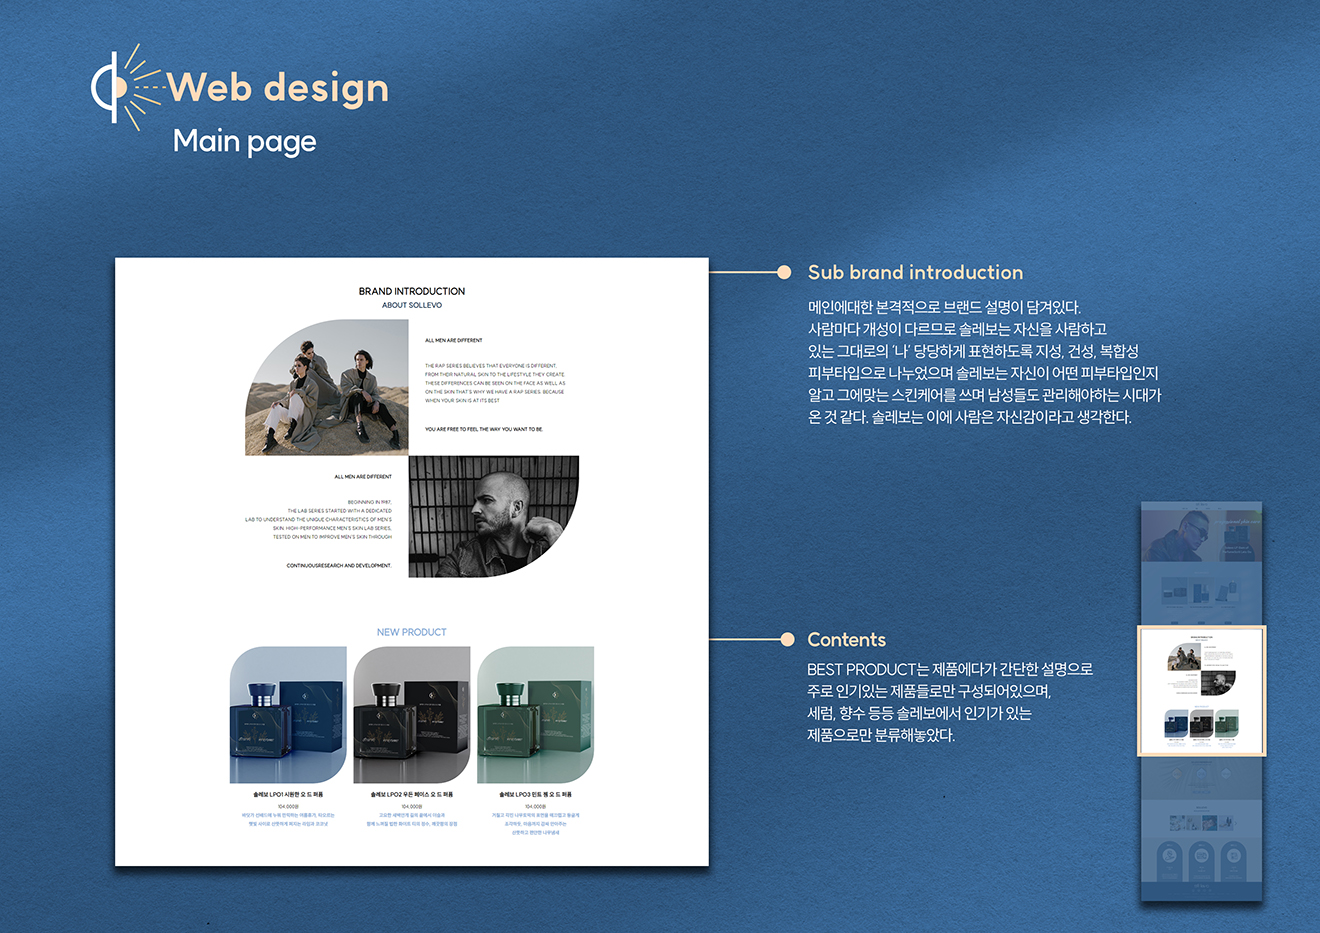 Web design
Main page
BRAND INTRODUCTION
ABOUT SOLLEVO
ALL MEN ARE DIFFERENT
THE RAP SERIES BELIEVES THAT EVERYONE IS DIFFERENT.
FROM THEIR NATURAL SKIN TO THE LIFESTYLE THEY CREATE.
THESE DIFFERENCES CAN BE SEEN ON THE FACE AS WELL AS
ON THE SKIN THAT'S WHY WE HAVE A RAP SERIES. BECAUSE
WHEN YOUR SKIN IS AT ITS BEST
YOU ARE FREE TO FEEL THE WAY YOU WANT TO BE.
ALL MEN ARE DIFFERENT
BEGINNING IN 1987,
THE LAB SERIES STARTED WITH A DEDICATED
LAB TO UNDERSTAND THE UNIQUE CHARACTERISTICS OF MEN'S
SKIN. HIGH-PERFORMANCE MEN'S SKIN LAB SERIES,
TESTED ON MEN TO IMPROVE MEN'S SKIN THROUGH
CONTINUOUSRESEARCH AND DEVELOPMENT.
NEW PRODUCT
솔레보 LP01 시원한 오 드 퍼퓸
104,000원
솔레보 LP02 우든 페이스 오 드 퍼퓸
104,000원
솔레보 LP03 민트 웜 오 드 퍼퓸
104,000원
Sub brand introduction
메인에대한 본격적으로 브랜드 설명이 담겨있다.
사람마다 개성이 다르므로 솔레보는 자신을 사람하고
있는 그대로의 '나' 당당하게 표현하도록 지성, 건성, 복합성
피부타입으로 나누었으며 솔레보는 자신이 어떤 피부타입인지
알고 그에맞는 스킨케어를 쓰며 남성들도 관리해야하는 시대가
온 것 같다. 솔레보는 이에 사람은 자신감이라고 생각한다.
Contents
BEST PRODUCT는 제품에다가 간단한 설명으로
주로 인기있는 제품들로만 구성되어있으며,
세럼, 향수 등등 솔레보에서 인기가 있는
제품으로만 분류해놓았다.